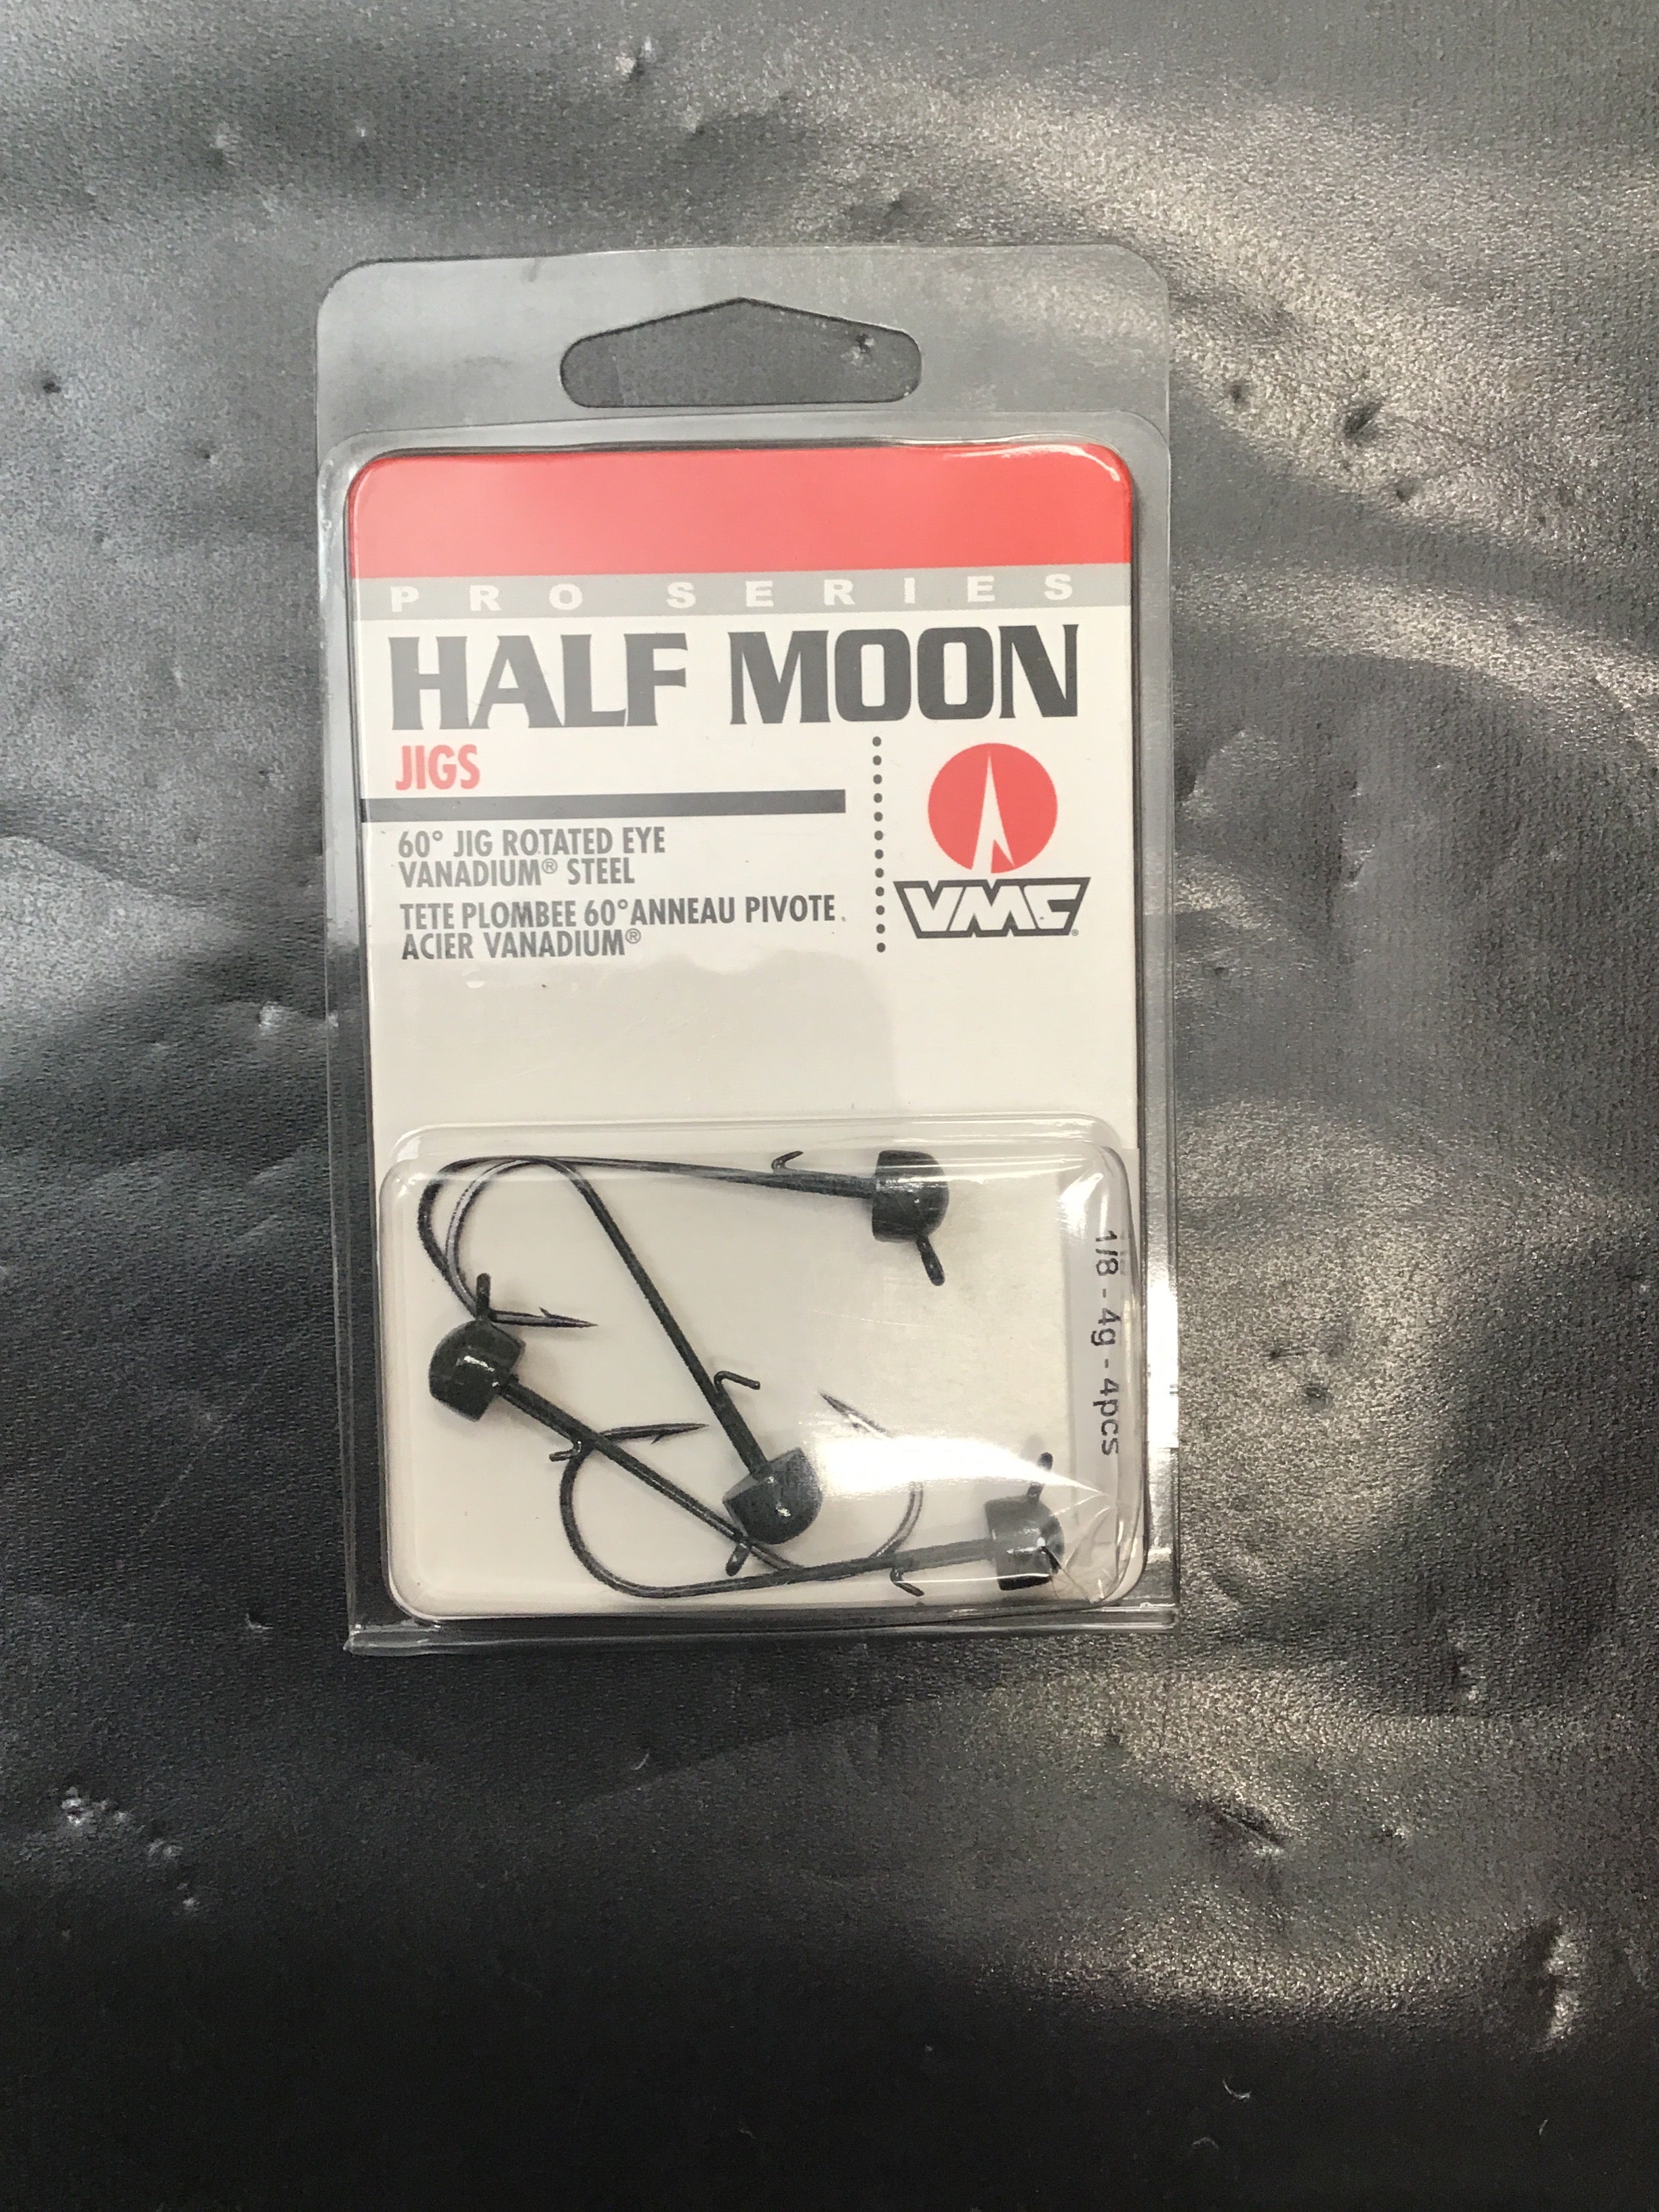 PRO SERIES
HALF MOON
JIGS
60° JIG ROTATED EYE
VANADIUM® STEEL
TETE PLOMBEE 60° ANNEAU PIVOTE
ACIER VANADIUM®
VMC®
1/8 - 4g - 4pcs